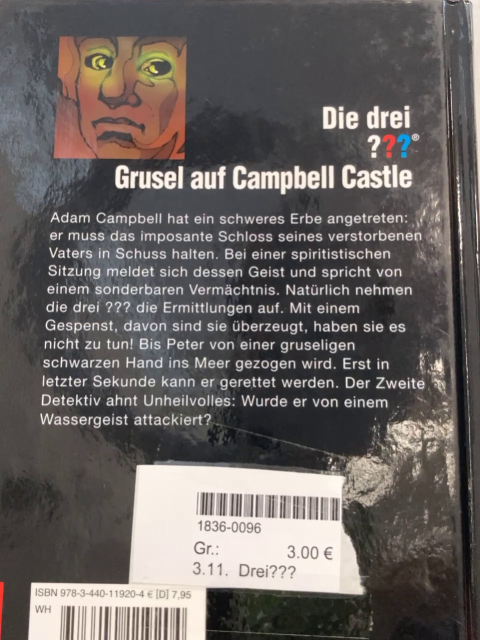 Die drei
???®
Grusel auf Campbell Castle
Adam Campbell hat ein schweres Erbe angetreten:
er muss das imposante Schloss seines verstorbenen
Vaters in Schuss halten. Bei einer spiritistischen
Sitzung meldet sich dessen Geist und spricht von
einem sonderbaren Vermächtnis. Natürlich nehmen
die drei ??? die Ermittlungen auf. Mit einem
Gespenst, davon sind sie überzeugt, haben sie es
nicht zu tun! Bis Peter von einer gruseligen
schwarzen Hand ins Meer gezogen wird. Erst in
letzter Sekunde kann er gerettet werden. Der Zweite
Detektiv ahnt Unheilvolles: Wurde er von einem
Wassergeist attackiert?
1836-0096
Gr.: 3.00 €
3.11. Drei???
ISBN 978-3-440-11920-4 € [D] 7,95
WH